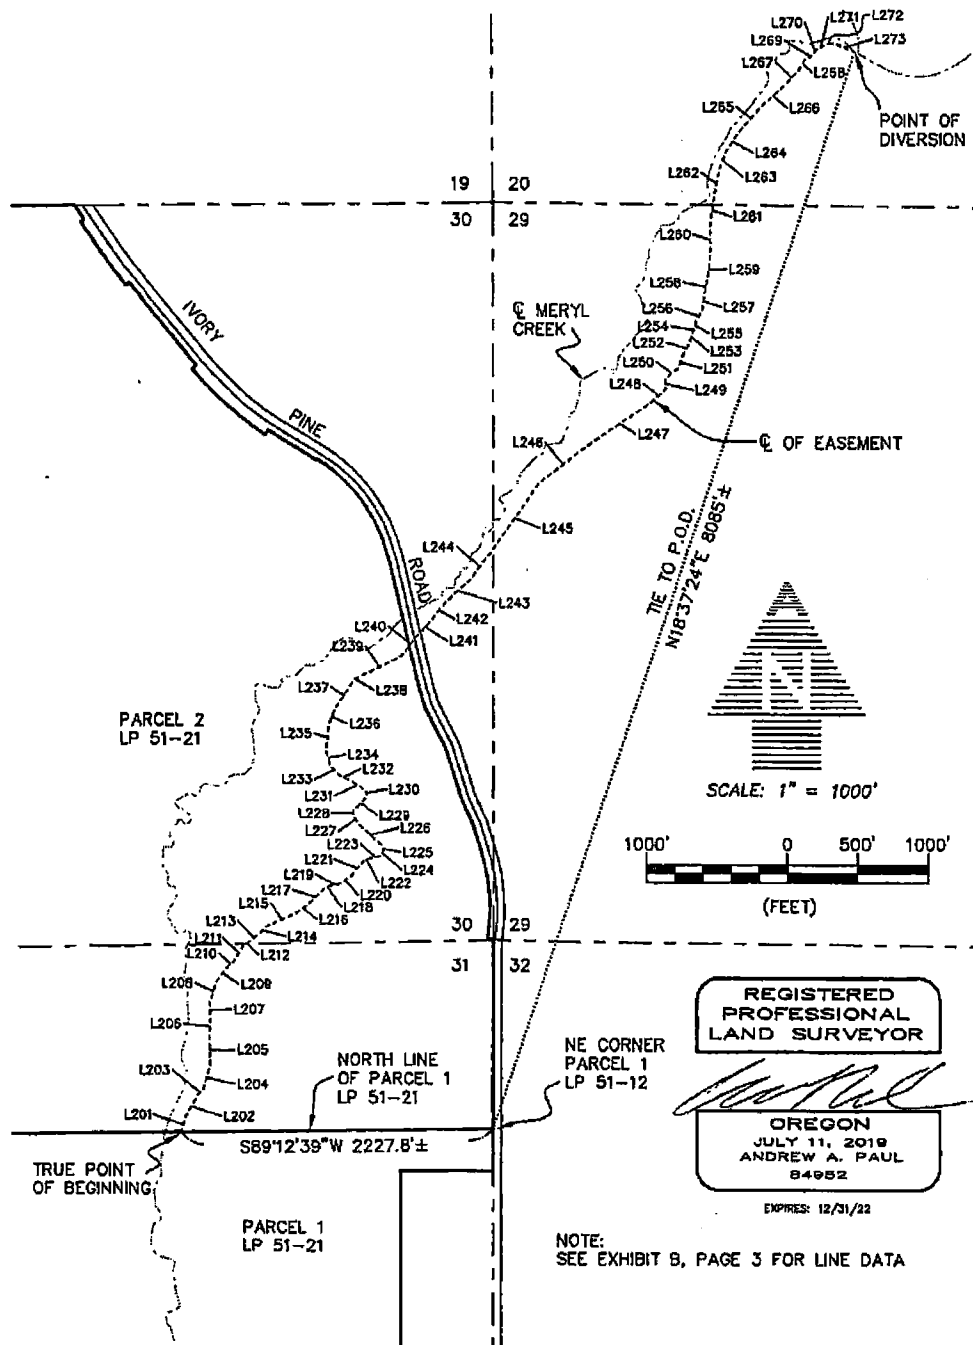 L270
L271
L272
L269
L273
L267
L258
L265
L266
POINT OF
DIVERSION
L264
L262
L263
19
20
30
29
L261
L260
L259
L258
L257
L256
L255
L254
L253
L252
L251
L250
L249
L248
L247
IVORY
PINE
ROAD
℄ MERYL
CREEK
℄ OF EASEMENT
L246
L245
L244
L243
L242
L241
L240
L239
L238
L237
L236
L235
L234
L233
L232
L231
L230
L229
L228
L227
L226
L225
L224
L223
L222
L221
L220
L219
L218
L217
L216
L215
L214
L213
L212
L211
L210
L209
L208
L207
L206
L205
L204
L203
L202
L201
TIE TO P.O.D.
N18°37'24"E 8085'±
PARCEL 2
LP 51-21
N
SCALE: 1" = 1000'
1000'
0
500'
1000'
(FEET)
30
29
31
32
NORTH LINE
OF PARCEL 1
LP 51-21
NE CORNER
PARCEL 1
LP 51-12
S89°12'39"W 2227.8'±
TRUE POINT
OF BEGINNING
PARCEL 1
LP 51-21
REGISTERED
PROFESSIONAL
LAND SURVEYOR
OREGON
JULY 11, 2019
ANDREW A. PAUL
84952
EXPIRES: 12/31/22
NOTE:
SEE EXHIBIT B, PAGE 3 FOR LINE DATA